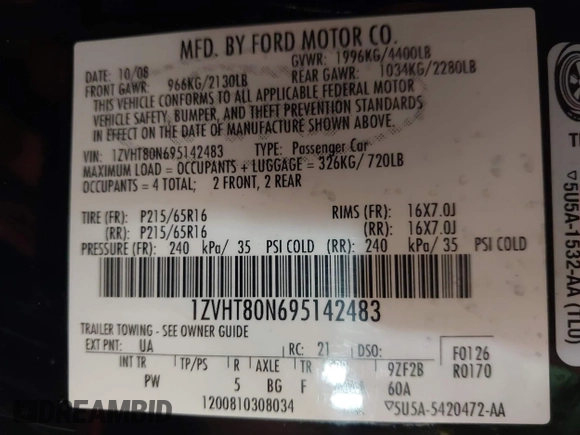 MFD. BY FORD MOTOR CO.
DATE: 10/08 GVWR: 1996KG/4400LB
FRONT GAWR: 966KG/2130LB REAR GAWR: 1034KG/2280LB
THIS VEHICLE CONFORMS TO ALL APPLICABLE FEDERAL MOTOR
VEHICLE SAFETY, BUMPER, AND THEFT PREVENTION STANDARDS
IN EFFECT ON THE DATE OF MANUFACTURE SHOWN ABOVE.
VIN: 1ZVHT80N695142483 TYPE: Passenger Car
MAXIMUM LOAD = OCCUPANTS + LUGGAGE = 326KG/720LB
OCCUPANTS = 4 TOTAL; 2 FRONT, 2 REAR
TIRE (FR): P215/65R16 RIMS (FR): 16X7.0J
(RR): P215/65R16 (RR): 16X7.0J
PRESSURE (FR): 240 kPa/ 35 PSI COLD (RR): 240 kPa/ 35 PSI COLD
1ZVHT80N695142483
TRAILER TOWING - SEE OWNER GUIDE
EXT PNT: UA RC: 21 DSO: F0126
INT TR TP/PS R AXLE TR 9ZF2B R0170
PW 5 BG F 60A
1200810308034 ▽5U5A-5420472-AA
▽5U5A-1532-AA (TLD)
DREAMBID